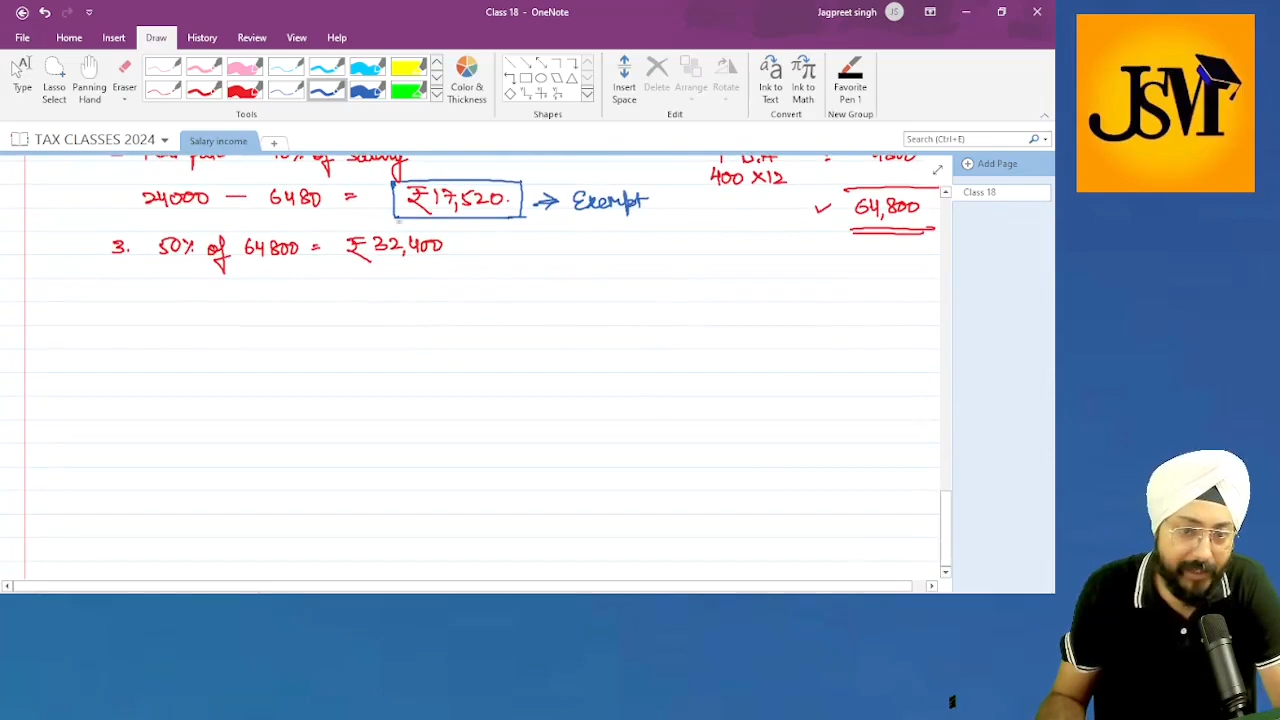 Class 18 - OneNote
Jagpreet singh
JS
File
Home
Insert
Draw
History
Review
View
Help
Type
Lasso Select
Panning Hand
Eraser
Color & Thickness
Insert Space
Delete
Arrange
Rotate
Ink to Text
Ink to Math
Favorite Pen 1
Tools
Shapes
Edit
Convert
New Group
TAX CLASSES 2024
Salary income
Search (Ctrl+E)
Add Page
Class 18
of salary
400 X12
24000 — 6480 = ₹17,520. → Exempt
✓ 64,800
3. 50% of 64800 = ₹32,400
JSM